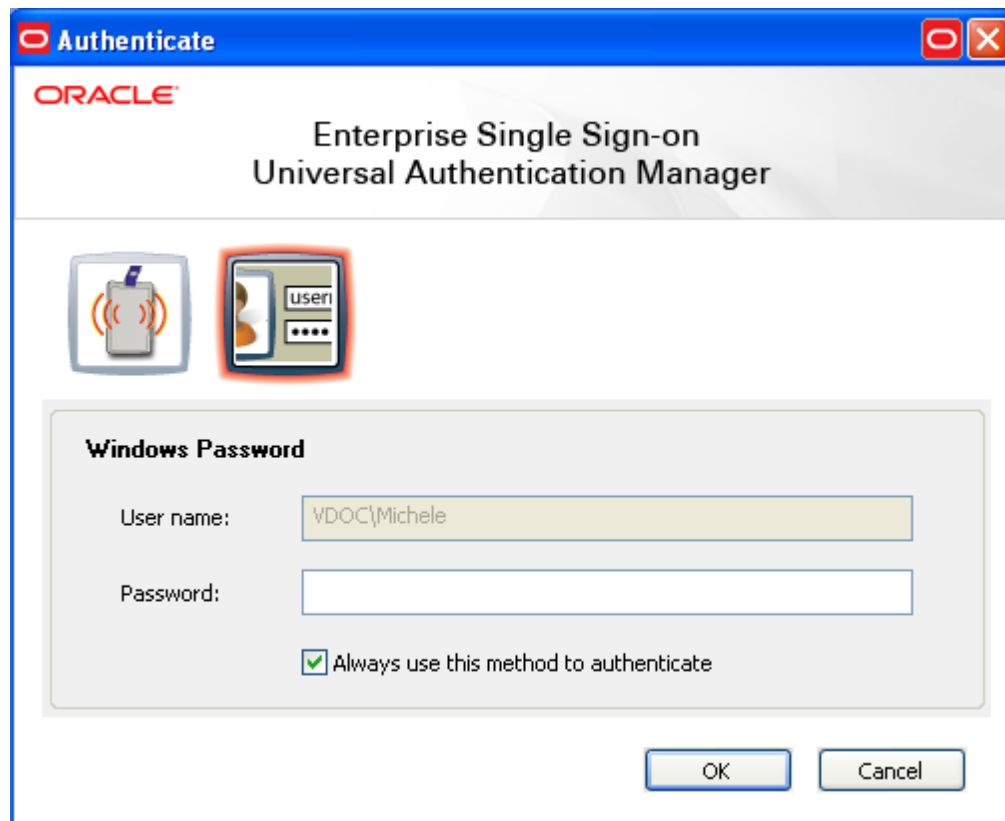 Authenticate
ORACLE
Enterprise Single Sign-on
Universal Authentication Manager
Windows Password
User name:
VDOC\Michele
Password:
Always use this method to authenticate
OK
Cancel